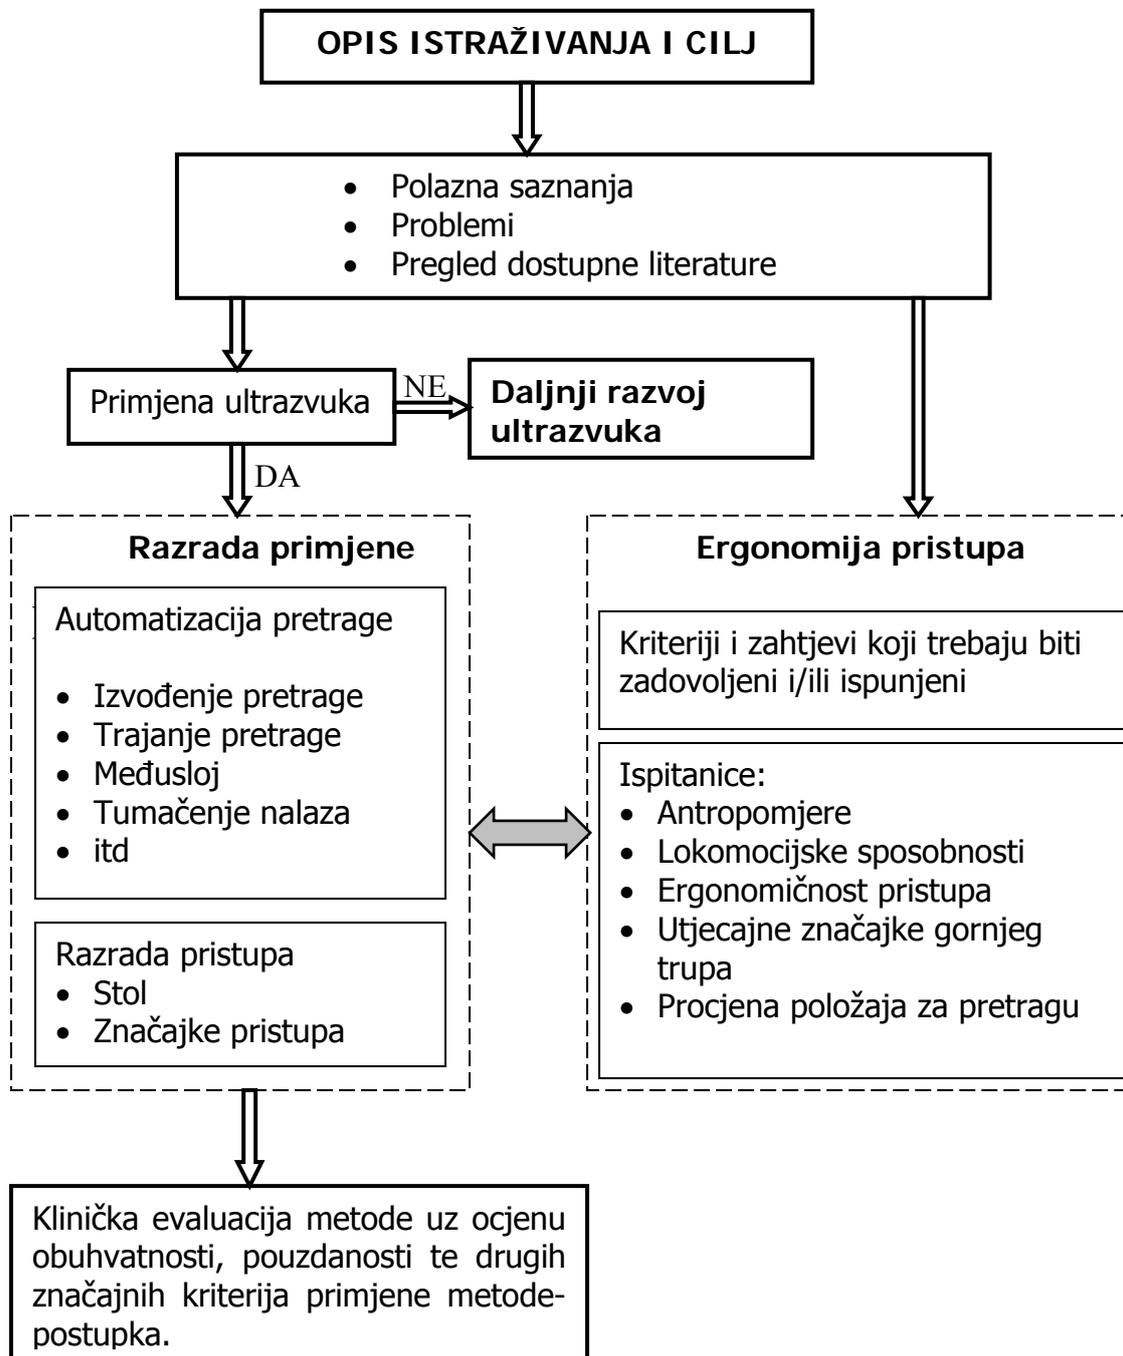 OPIS ISTRAŽIVANJA I CILJ
• Polazna saznanja
• Problemi
• Pregled dostupne literature
Primjena ultrazvuka
NE
Daljnji razvoj
ultrazvuka
DA
Razrada primjene
Automatizacija pretrage
• Izvođenje pretrage
• Trajanje pretrage
• Međusloj
• Tumačenje nalaza
• itd
Razrada pristupa
• Stol
• Značajke pristupa
Ergonomija pristupa
Kriteriji i zahtjevi koji trebaju biti
zadovoljeni i/ili ispunjeni
Ispitanice:
• Antropomjere
• Lokomocijske sposobnosti
• Ergonomičnost pristupa
• Utjecajne značajke gornjeg
trupa
• Procjena položaja za pretragu
Klinička evaluacija metode uz ocjenu
obuhvatnosti, pouzdanosti te drugih
značajnih kriterija primjene metode-
postupka.